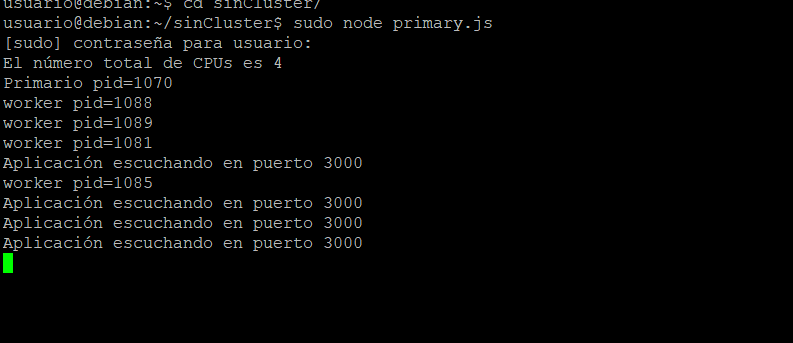 usuario@debian:~$ cd sinCluster/
usuario@debian:~/sinCluster$ sudo node primary.js
[sudo] contraseña para usuario:
El número total de CPUs es 4
Primario pid=1070
worker pid=1088
worker pid=1089
worker pid=1081
Aplicación escuchando en puerto 3000
worker pid=1085
Aplicación escuchando en puerto 3000
Aplicación escuchando en puerto 3000
Aplicación escuchando en puerto 3000